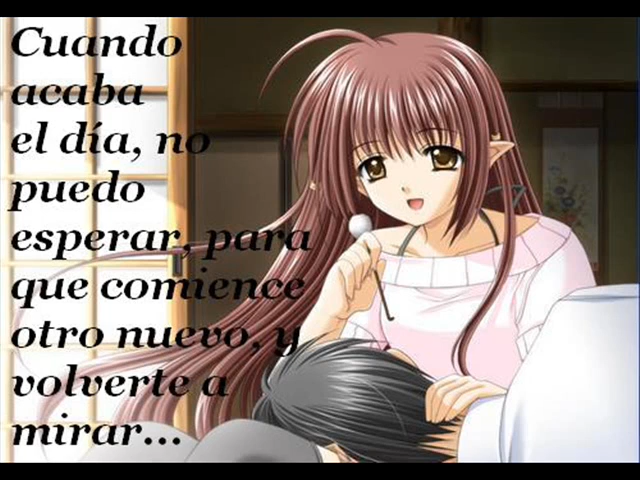 Cuando
acaba
el día, no
puedo
esperar, para
que comience
otro nuevo, y
volverte a
mirar...